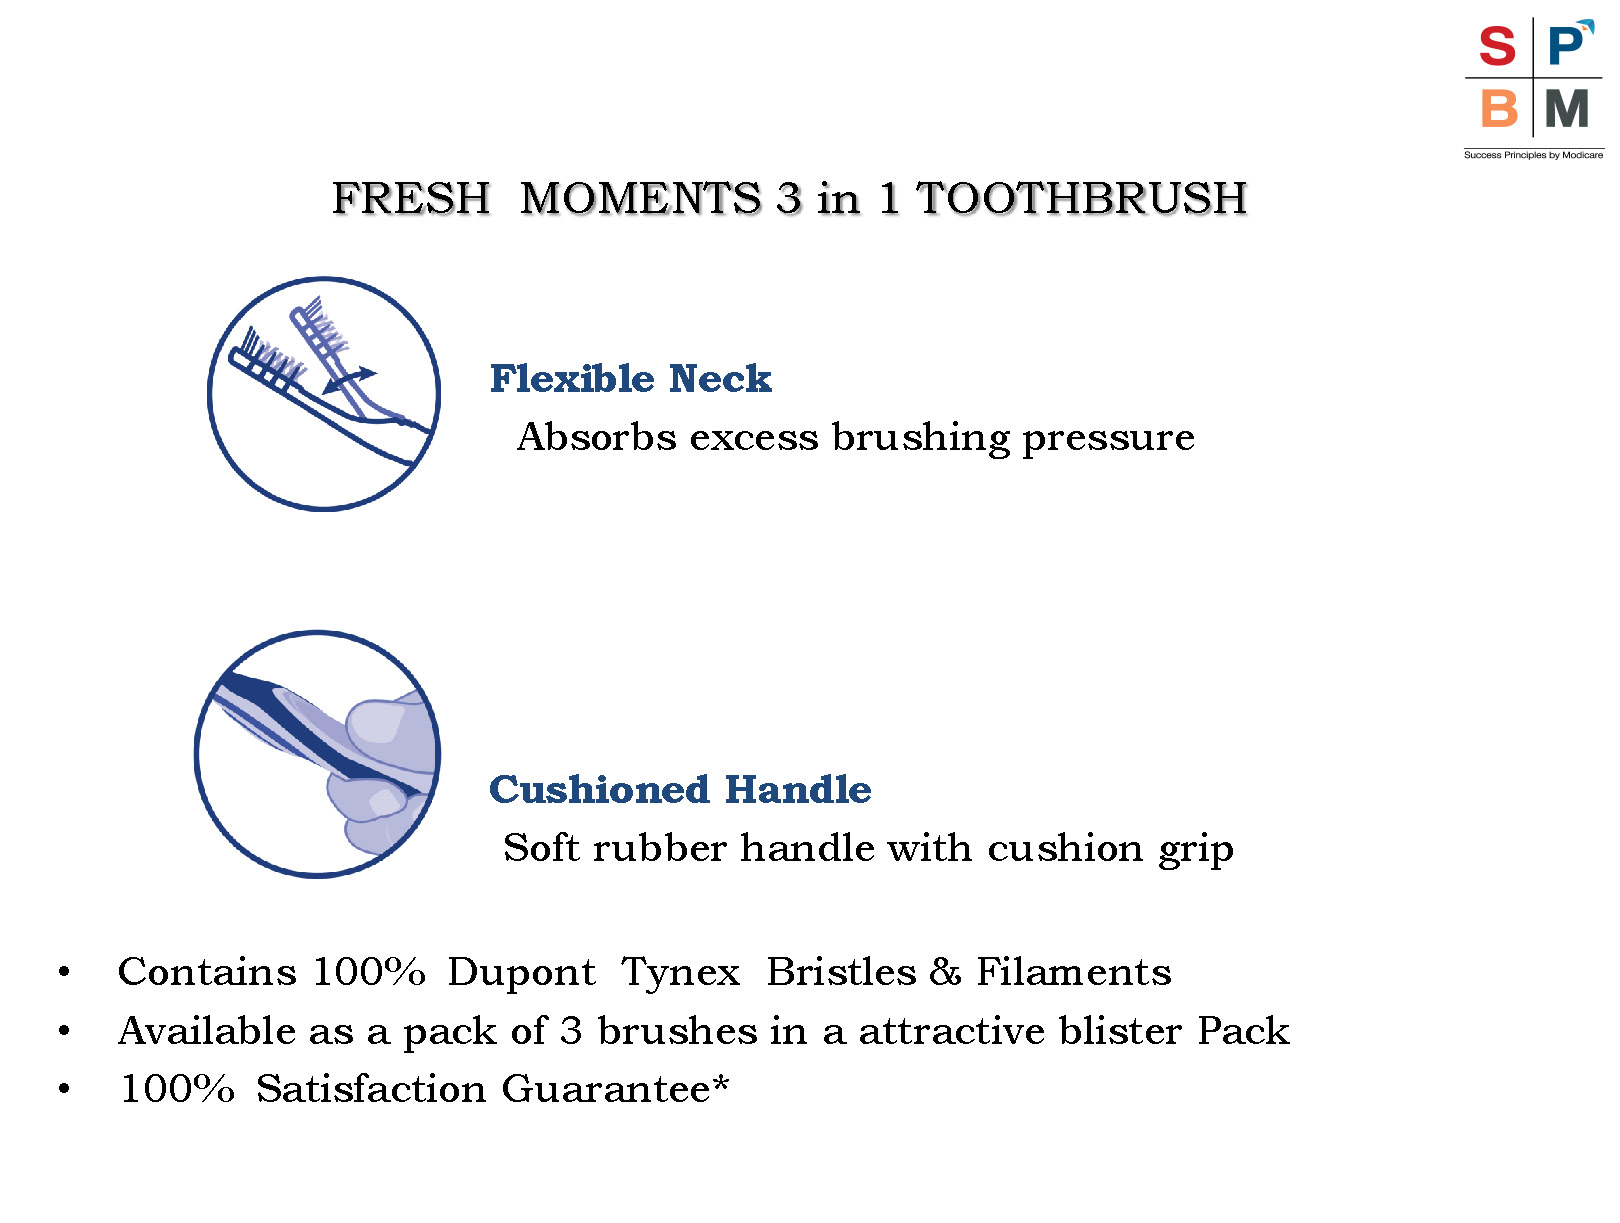 S P
B M
Success Principles by Modicare
FRESH MOMENTS 3 in 1 TOOTHBRUSH
Flexible Neck
Absorbs excess brushing pressure
Cushioned Handle
Soft rubber handle with cushion grip
• Contains 100% Dupont Tynex Bristles & Filaments
• Available as a pack of 3 brushes in a attractive blister Pack
• 100% Satisfaction Guarantee*